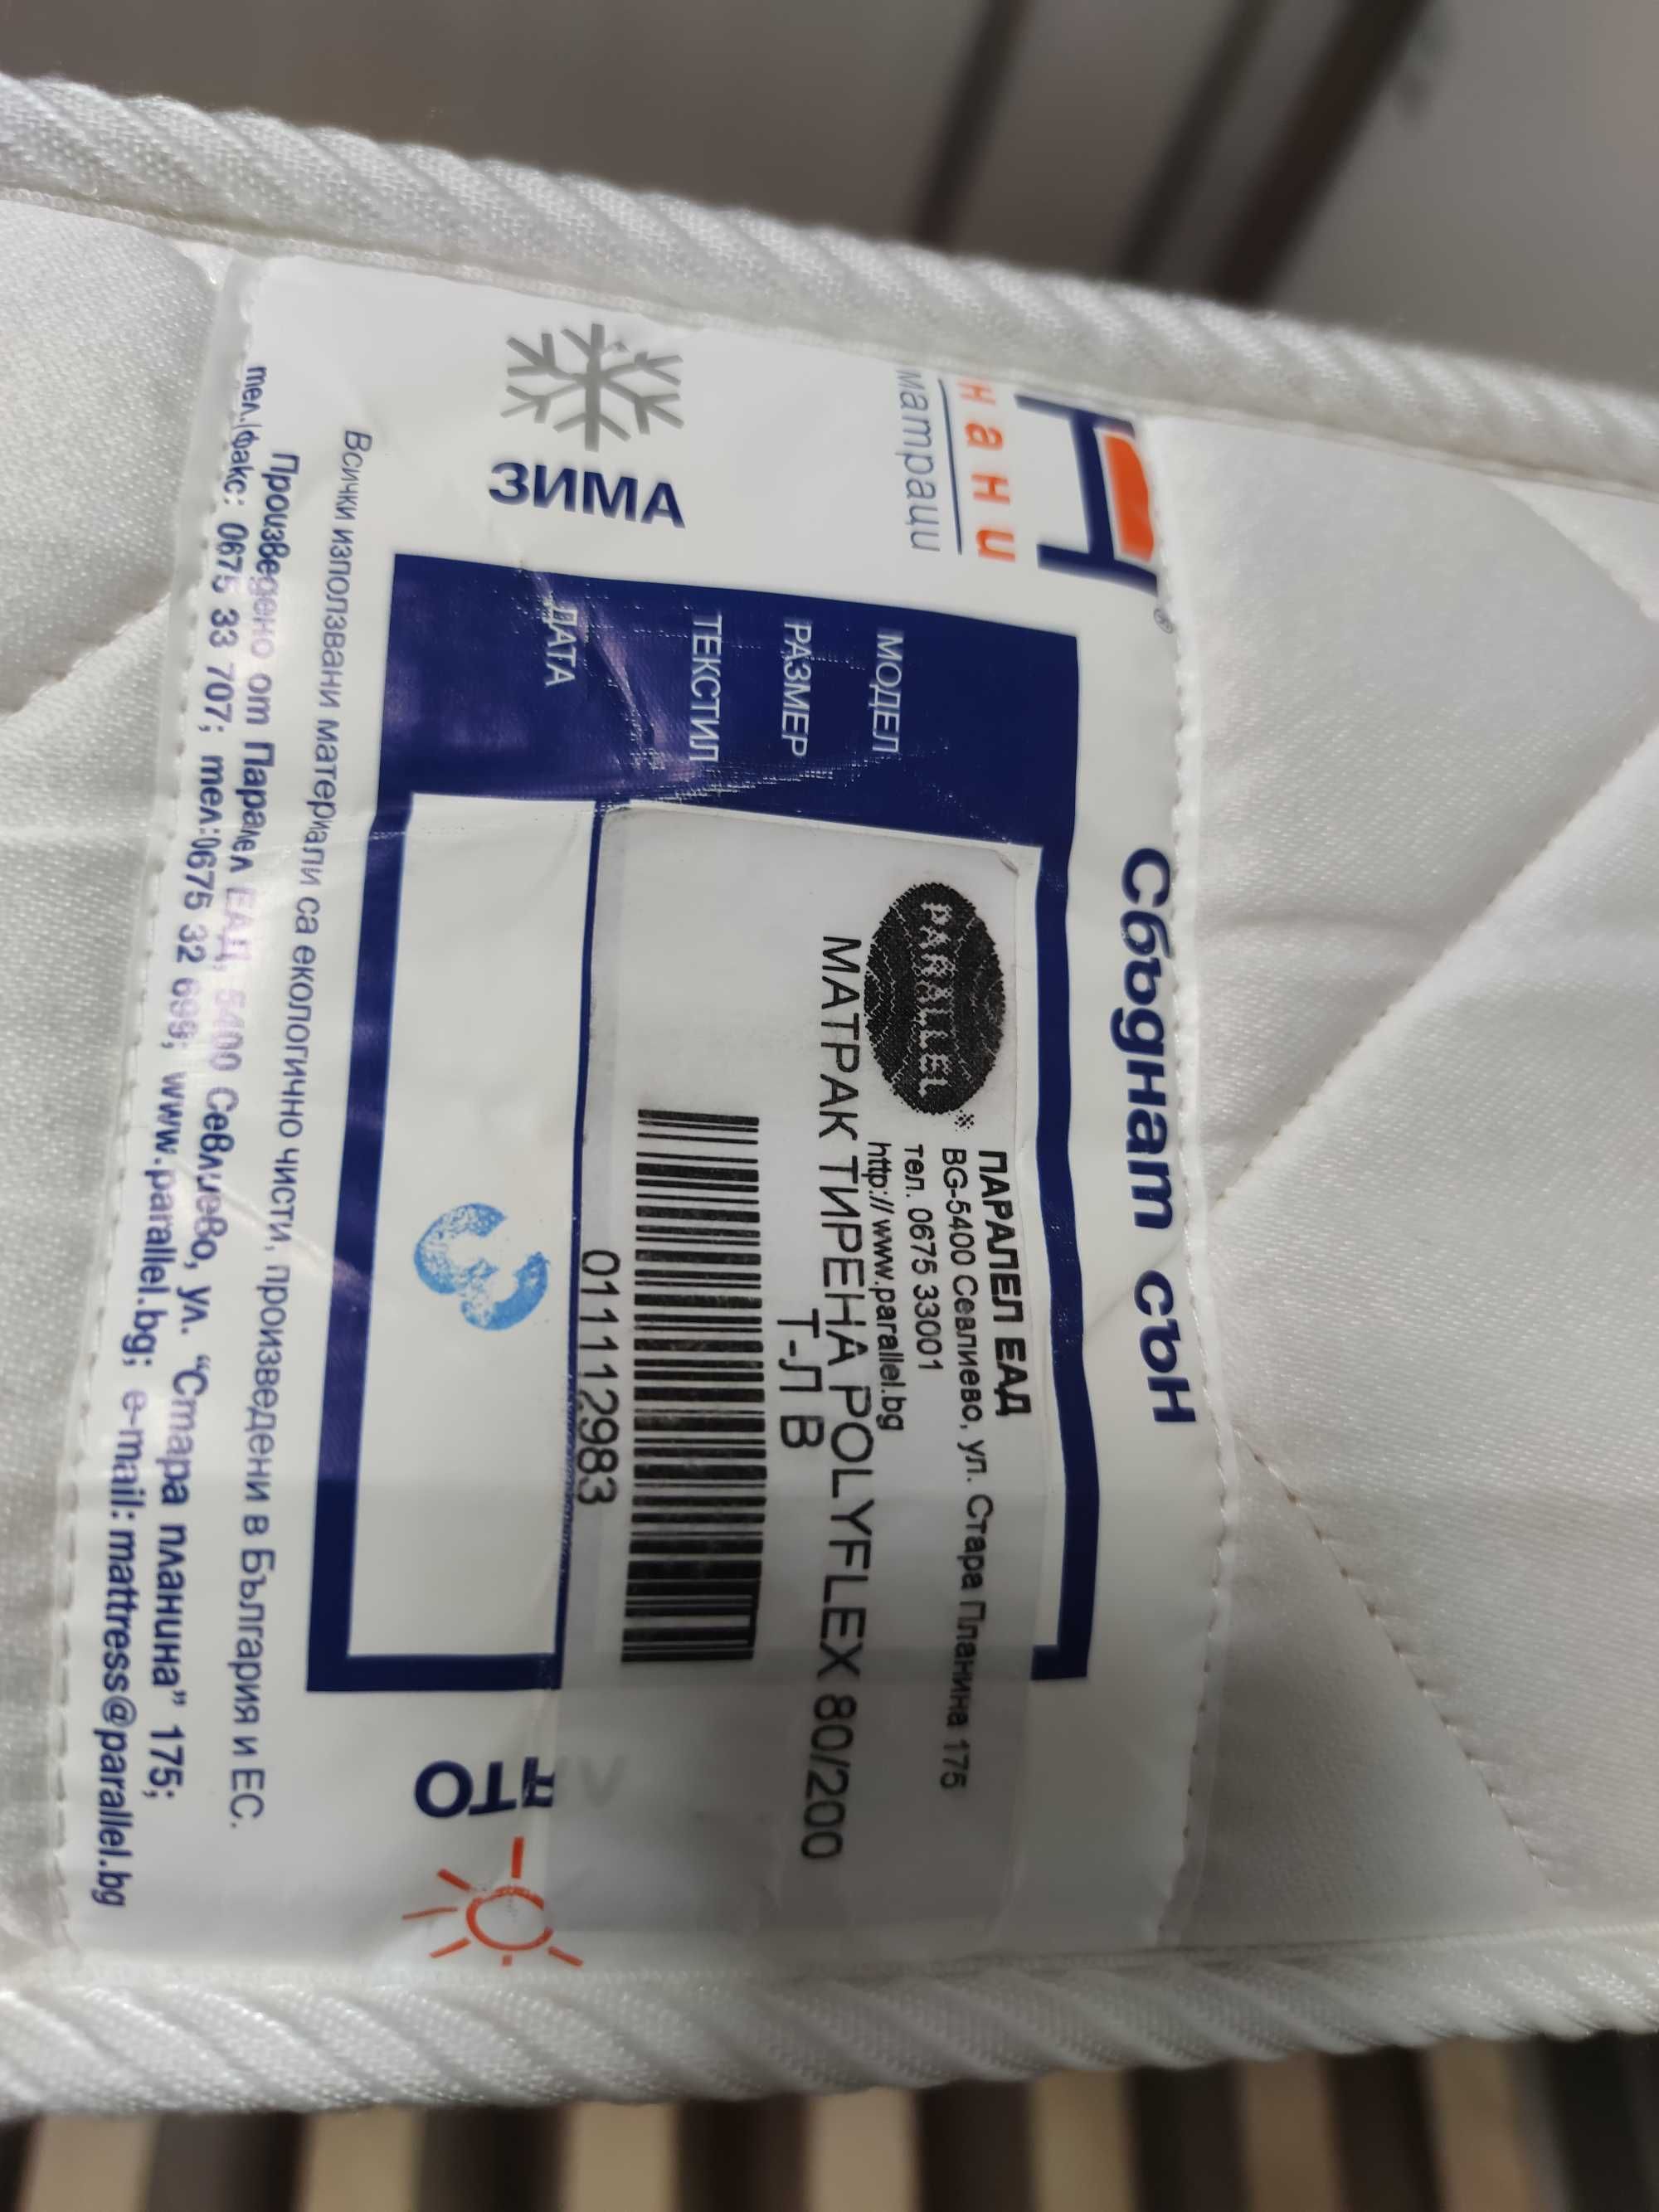 ®
нани
матраци
Сбъднат сън
МОДЕЛ
РАЗМЕР
ТЕКСТИЛ
ДАТА
PARALLEL
ПАРАЛЕЛ ЕАД
BG-5400 Севлиево, ул. Стара Планина 175
тел. 0675 33001
http://www.parallel.bg
МАТРАК ТИРЕНА POLYFLEX 80/200
Т-Л В
0111112983
ЗИМА
ЛЯТО
Всички използвани материали са екологично чисти, произведени в България и ЕС.
Произведено от Паралел ЕАД, 5400 Севлиево, ул. "Стара планина" 175;
тел./факс: 0675 33 707; тел.:0675 32 699; www.parallel.bg; e-mail: mattress@parallel.bg